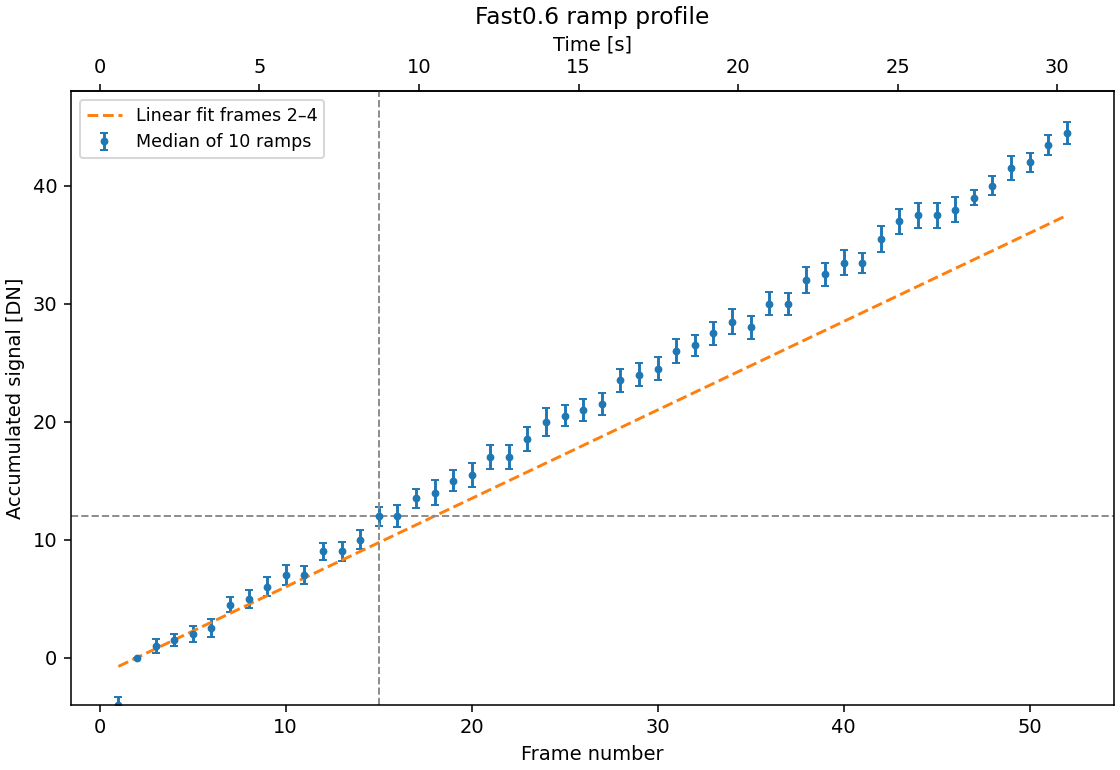 Fast0.6 ramp profile
Time [s]
0 5 10 15 20 25 30
Linear fit frames 2–4
Median of 10 ramps
Accumulated signal [DN]
40
30
20
10
0
0 10 20 30 40 50
Frame number